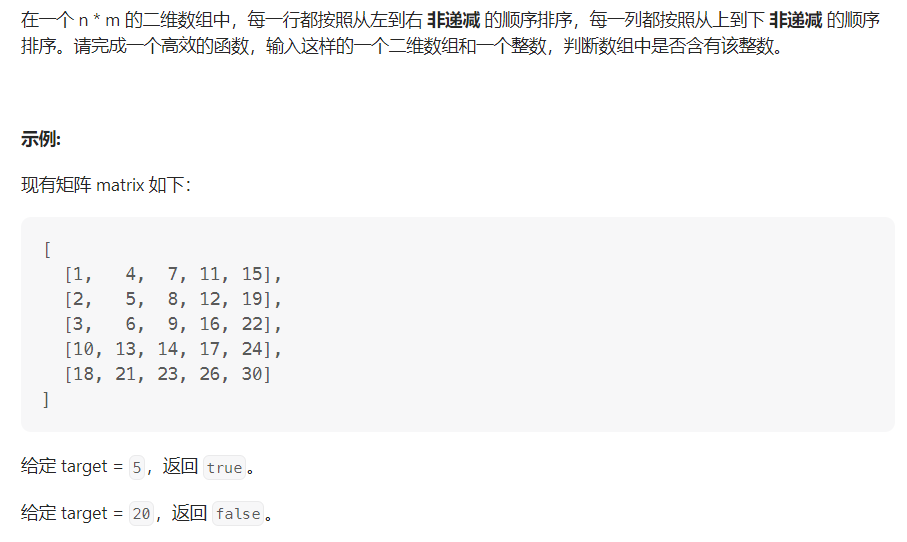 在一个 n * m 的二维数组中，每一行都按照从左到右 非递减 的顺序排序，每一列都按照从上到下 非递减 的顺序
排序。请完成一个高效的函数，输入这样的一个二维数组和一个整数，判断数组中是否含有该整数。
示例:
现有矩阵 matrix 如下：
[
  [1,   4,  7, 11, 15],
  [2,   5,  8, 12, 19],
  [3,   6,  9, 16, 22],
  [10, 13, 14, 17, 24],
  [18, 21, 23, 26, 30]
]
给定 target = 5，返回 true。
给定 target = 20，返回 false。